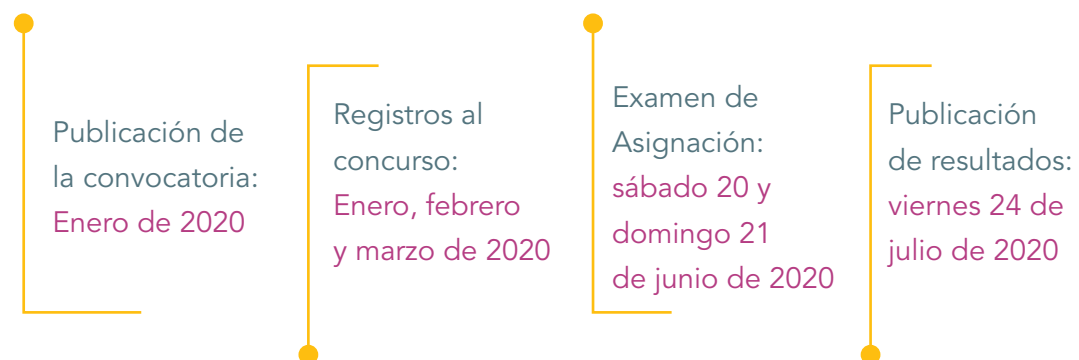 Publicación de
la convocatoria:
Enero de 2020
Registros al
concurso:
Enero, febrero
y marzo de 2020
Examen de
Asignación:
sábado 20 y
domingo 21
de junio de 2020
Publicación
de resultados:
viernes 24 de
julio de 2020